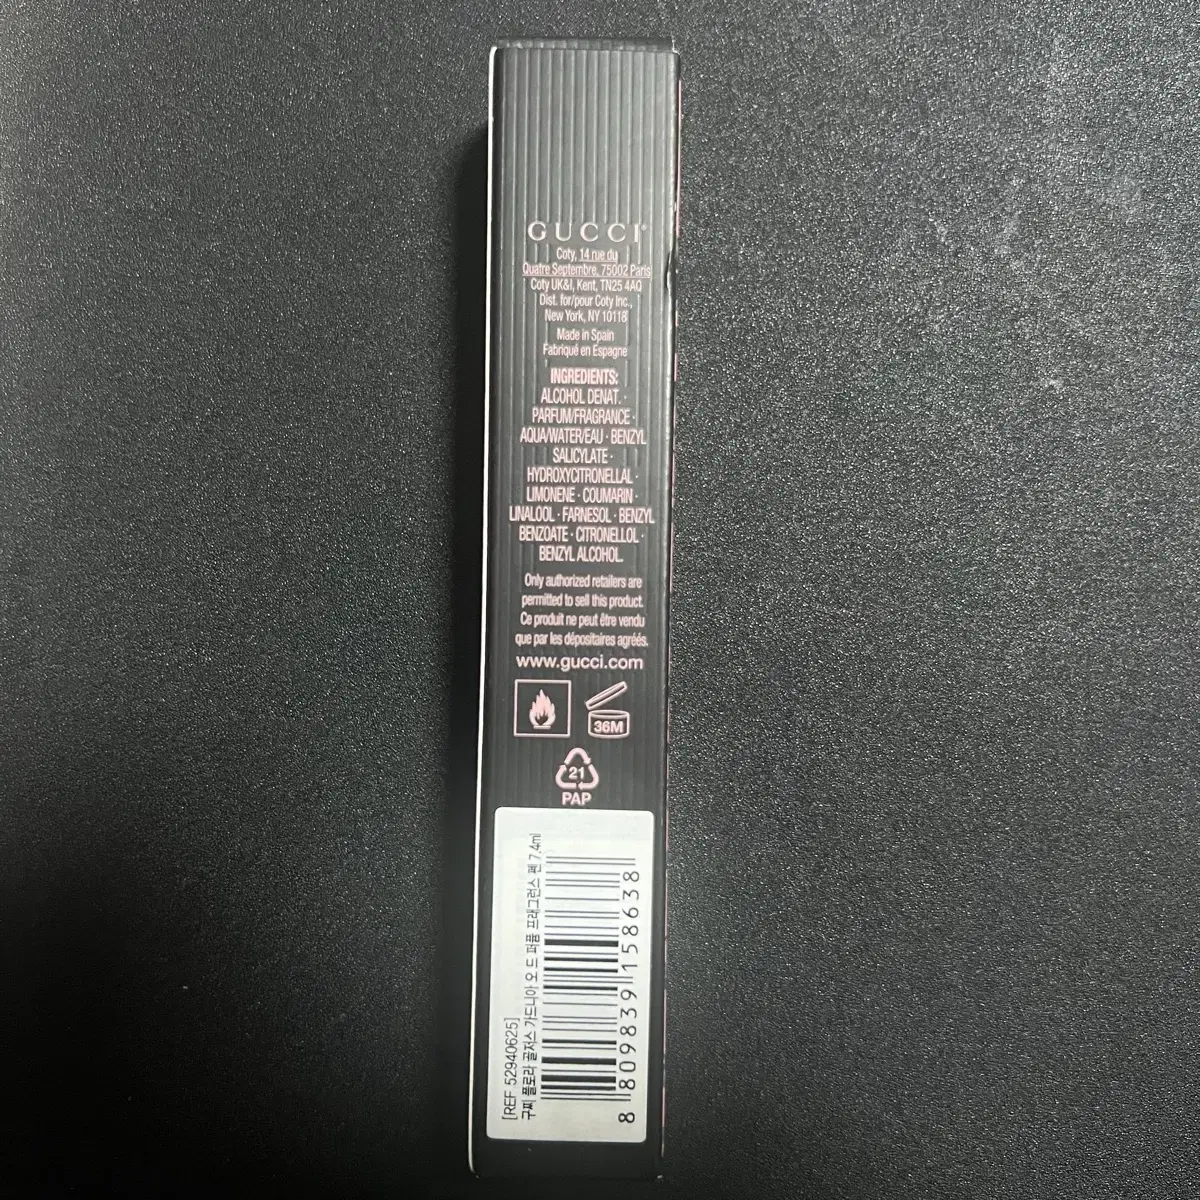 GUCCI®
Coty, 14 rue du
Quatre Septembre, 75002 Paris
Coty UK&I, Kent, TN25 4AQ
Dist. for/pour Coty Inc.,
New York, NY 10118
Made in Spain
Fabriqué en Espagne
INGREDIENTS:
ALCOHOL DENAT. ·
PARFUM/FRAGRANCE ·
AQUA/WATER/EAU · BENZYL
SALICYLATE ·
HYDROXYCITRONELLAL ·
LIMONENE · COUMARIN ·
LINALOOL · FARNESOL · BENZYL
BENZOATE · CITRONELLOL ·
BENZYL ALCOHOL.
Only authorized retailers are
permitted to sell this product.
Ce produit ne peut être vendu
que par les dépositaires agréés.
www.gucci.com
36M
21
PAP
[REF 52940625]
구찌 플로라 골저스 가드니아 오 드 퍼퓸 프래그런스 펜 7.4ml
8 809839 158638